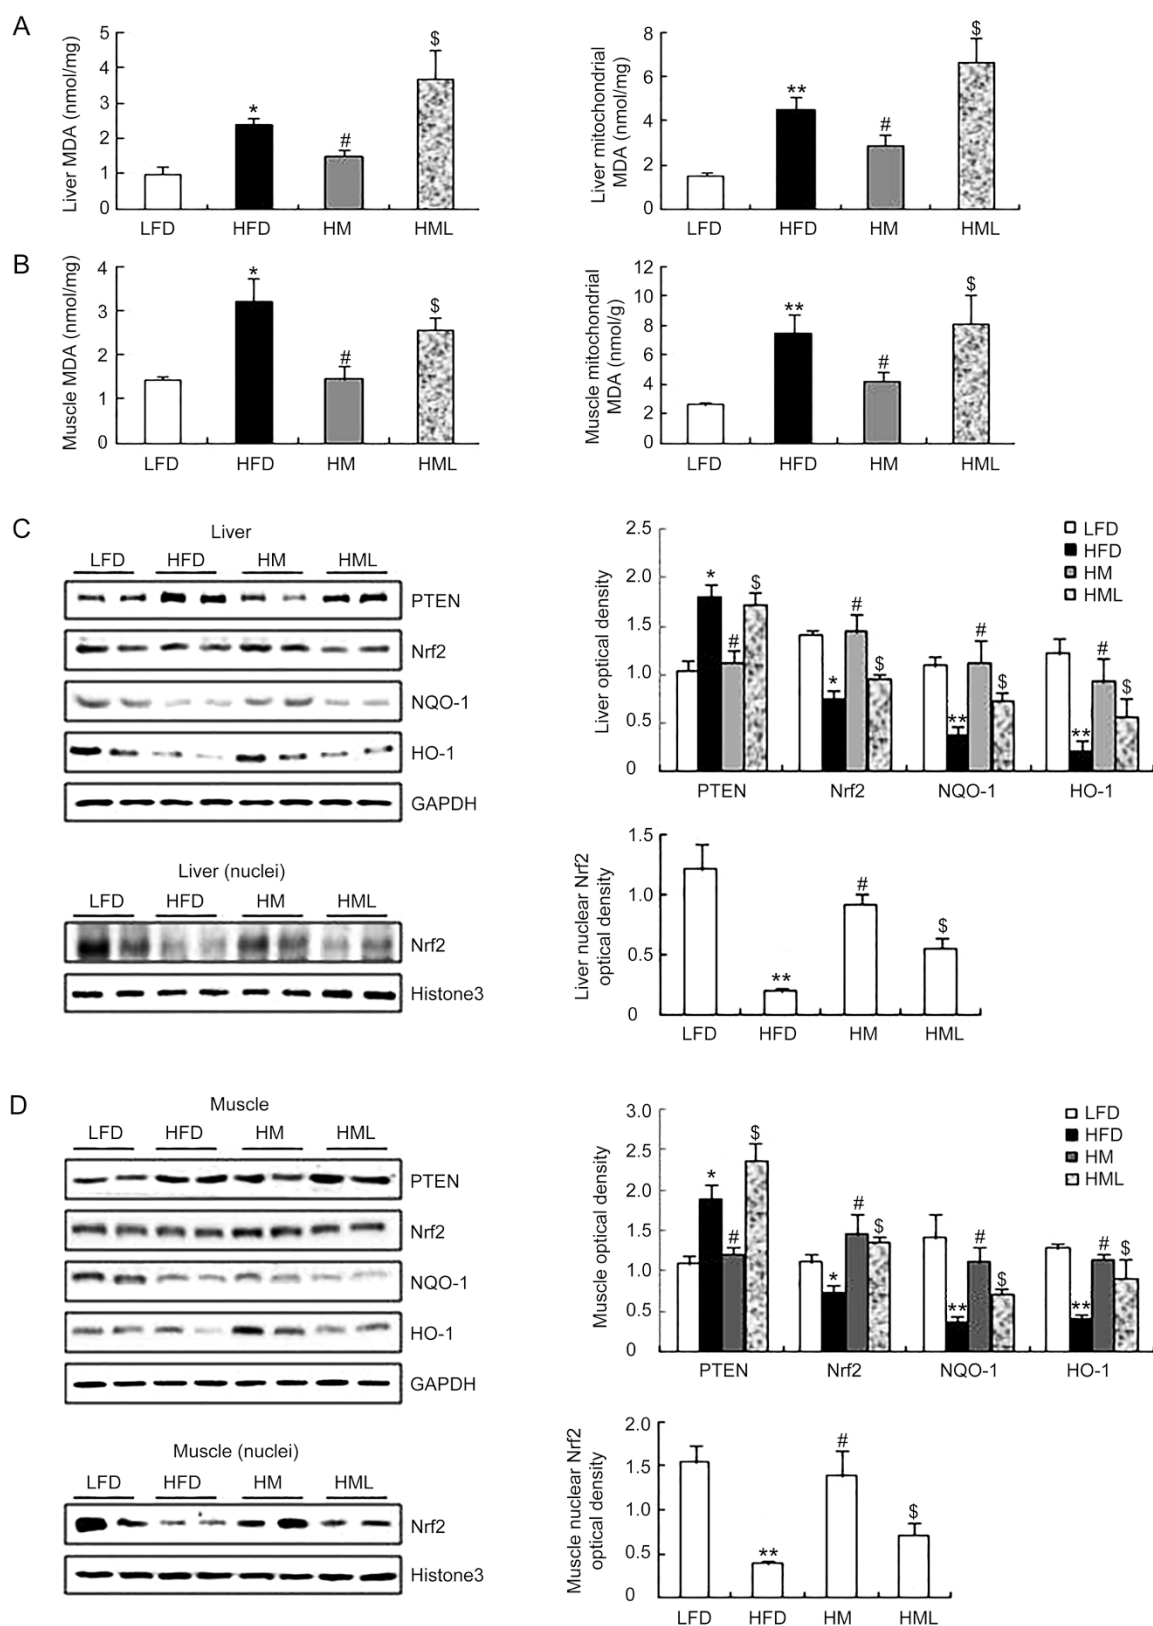 A
Liver MDA (nmol/mg)
5
4
3
2
1
0
*
#
$
LFD HFD HM HML
Liver mitochondrial
MDA (nmol/mg)
8
6
4
2
0
**
#
$
LFD HFD HM HML
B
Muscle MDA (nmol/mg)
4
3
2
1
0
*
#
$
LFD HFD HM HML
Muscle mitochondrial
MDA (nmol/g)
12
10
8
6
4
2
0
**
#
$
LFD HFD HM HML
C
Liver
LFD HFD HM HML
PTEN
Nrf2
NQO-1
HO-1
GAPDH
Liver (nuclei)
LFD HFD HM HML
Nrf2
Histone3
Liver optical density
2.5
2.0
1.5
1.0
0.5
0
* # $
* # $
** # $
** # $
PTEN Nrf2 NQO-1 HO-1
LFD
HFD
HM
HML
Liver nuclear Nrf2
optical density
1.5
1.0
0.5
0
**
#
$
LFD HFD HM HML
D
Muscle
LFD HFD HM HML
PTEN
Nrf2
NQO-1
HO-1
GAPDH
Muscle (nuclei)
LFD HFD HM HML
Nrf2
Histone3
Muscle optical density
3.0
2.5
2.0
1.5
1.0
0.5
0
* # $
* # $
** # $
** # $
PTEN Nrf2 NQO-1 HO-1
LFD
HFD
HM
HML
Muscle nuclear Nrf2
optical density
2.0
1.5
1.0
0.5
0
**
#
$
LFD HFD HM HML